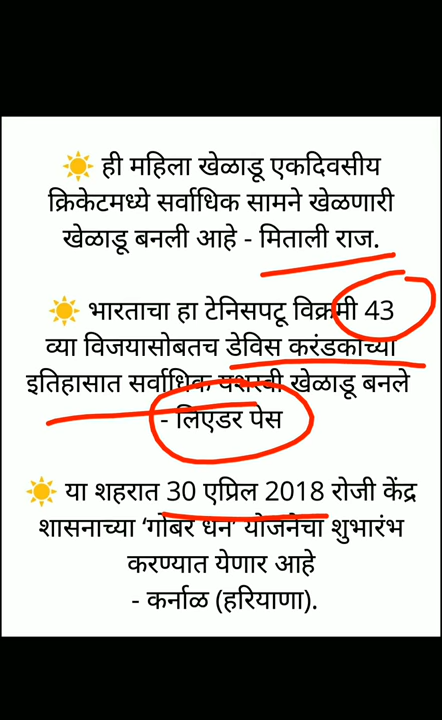 ☀ ही महिला खेळाडू एकदिवसीय
क्रिकेटमध्ये सर्वाधिक सामने खेळणारी
खेळाडू बनली आहे - मिताली राज.
☀ भारताचा हा टेनिसपटू विक्रमी 43
व्या विजयासोबतच डेविस करंडकाच्या
इतिहासात सर्वाधिक यशस्वी खेळाडू बनले
- लिएडर पेस
☀ या शहरात 30 एप्रिल 2018 रोजी केंद्र
शासनाच्या ‘गोबर धन’ योजनेचा शुभारंभ
करण्यात येणार आहे
- कर्नाळ (हरियाणा).